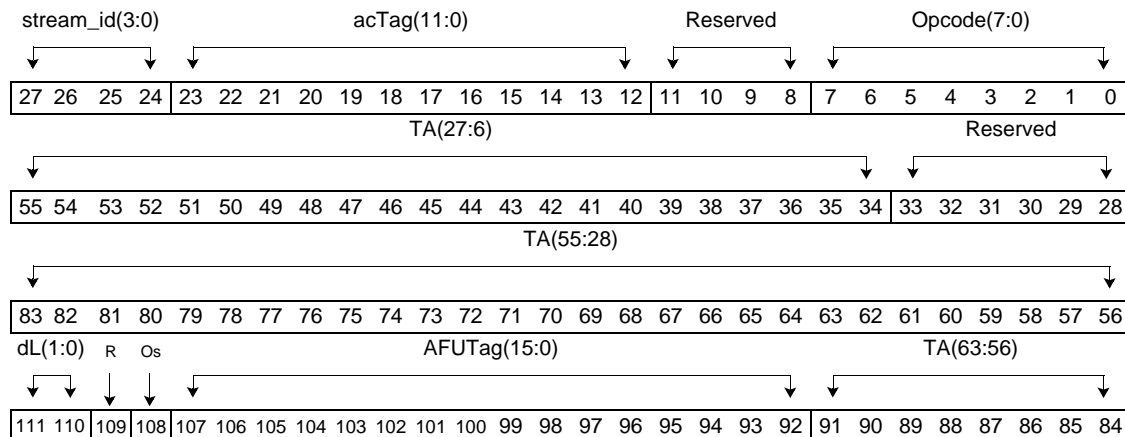 stream_id(3:0) acTag(11:0) Reserved Opcode(7:0)
27 26 25 24 23 22 21 20 19 18 17 16 15 14 13 12 11 10 9 8 7 6 5 4 3 2 1 0
TA(27:6) Reserved
55 54 53 52 51 50 49 48 47 46 45 44 43 42 41 40 39 38 37 36 35 34 33 32 31 30 29 28
TA(55:28)
83 82 81 80 79 78 77 76 75 74 73 72 71 70 69 68 67 66 65 64 63 62 61 60 59 58 57 56
dL(1:0) R Os AFUTag(15:0) TA(63:56)
111 110 109 108 107 106 105 104 103 102 101 100 99 98 97 96 95 94 93 92 91 90 89 88 87 86 85 84